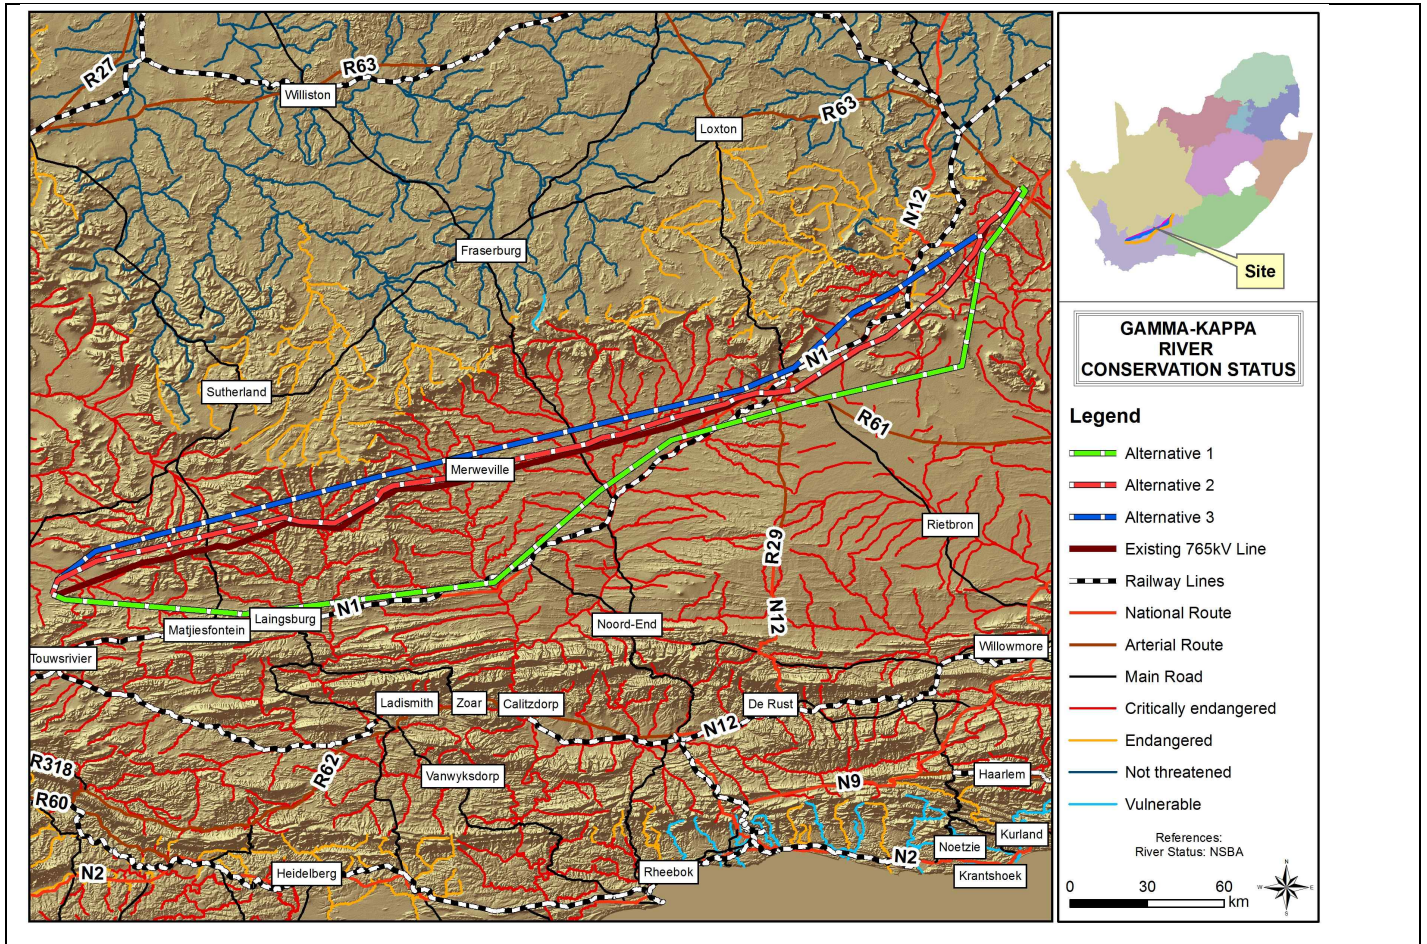 R27
R63
Williston
Loxton
R63
N12
Fraserburg
Sutherland
N1
R61
Merweville
Rietbron
R29
N12
N1
Laingsburg
Matjiesfontein
Noord-End
Willowmore
Touwsrivier
Ladismith
Zoar
Calitzdorp
De Rust
N12
R318
R62
Vanwyksdorp
N9
Haarlem
R60
Kurland
Noetzie
N2
N2
Heidelberg
Rheebok
Krantshoek
Site
GAMMA-KAPPA
RIVER
CONSERVATION STATUS
Legend
Alternative 1
Alternative 2
Alternative 3
Existing 765kV Line
Railway Lines
National Route
Arterial Route
Main Road
Critically endangered
Endangered
Not threatened
Vulnerable
References:
River Status: NSBA
N
W E
S
0 30 60
km